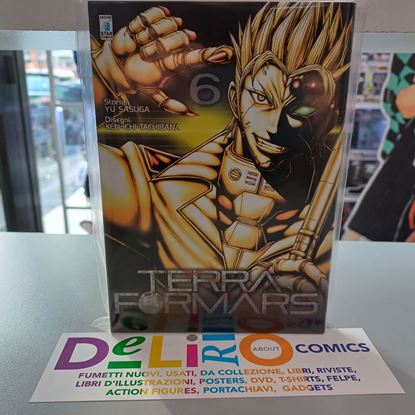 STAR
6
Storia
YU SASUGA
Disegni
KEN-ICHI TACHIBANA
TERRA
FORMARS
DeLiRIO ABOUT COMICS
FUMETTI NUOVI, USATI, DA COLLEZIONE, LIBRI, RIVISTE,
LIBRI D'ILLUSTRAZIONI, POSTERS, DVD, T-SHIRTS, FELPE,
ACTION FIGURES, PORTACHIAVI, GADGETS